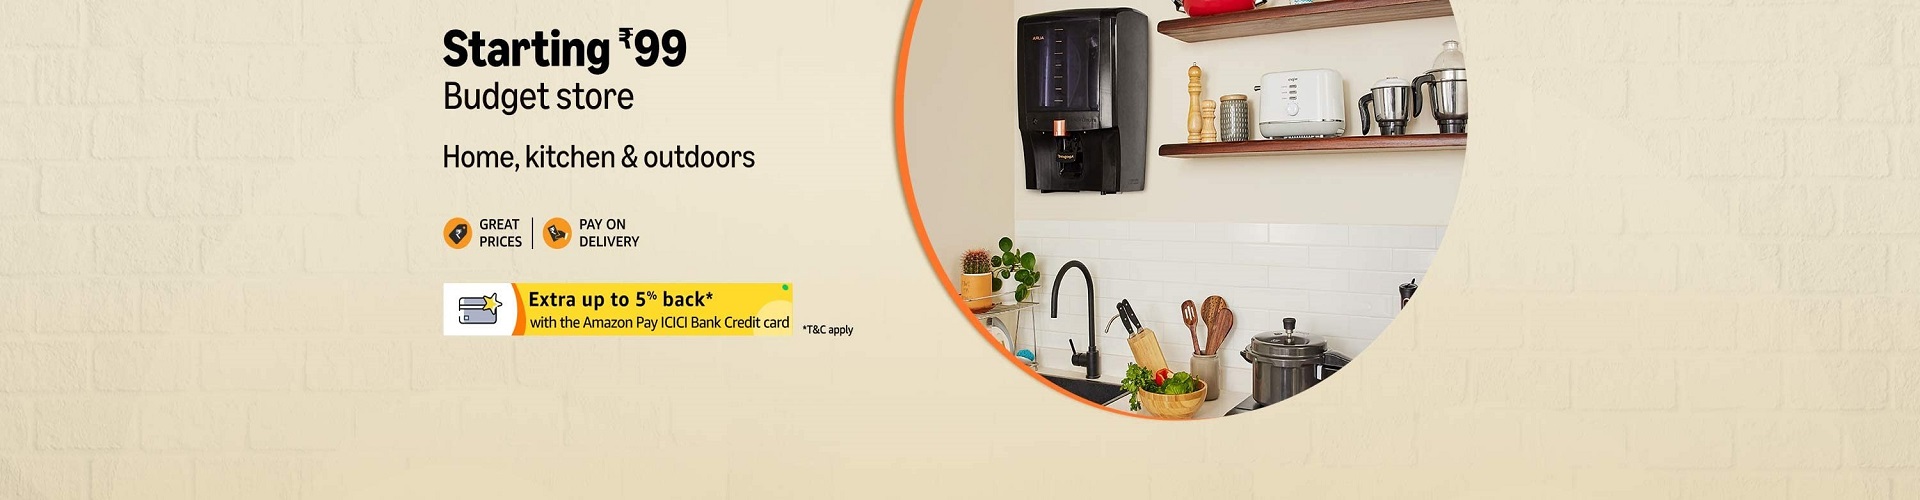 Starting ₹99
Budget store
Home, kitchen & outdoors
GREAT
PRICES
PAY ON
DELIVERY
Extra up to 5% back*
with the Amazon Pay ICICI Bank Credit card
*T&C apply